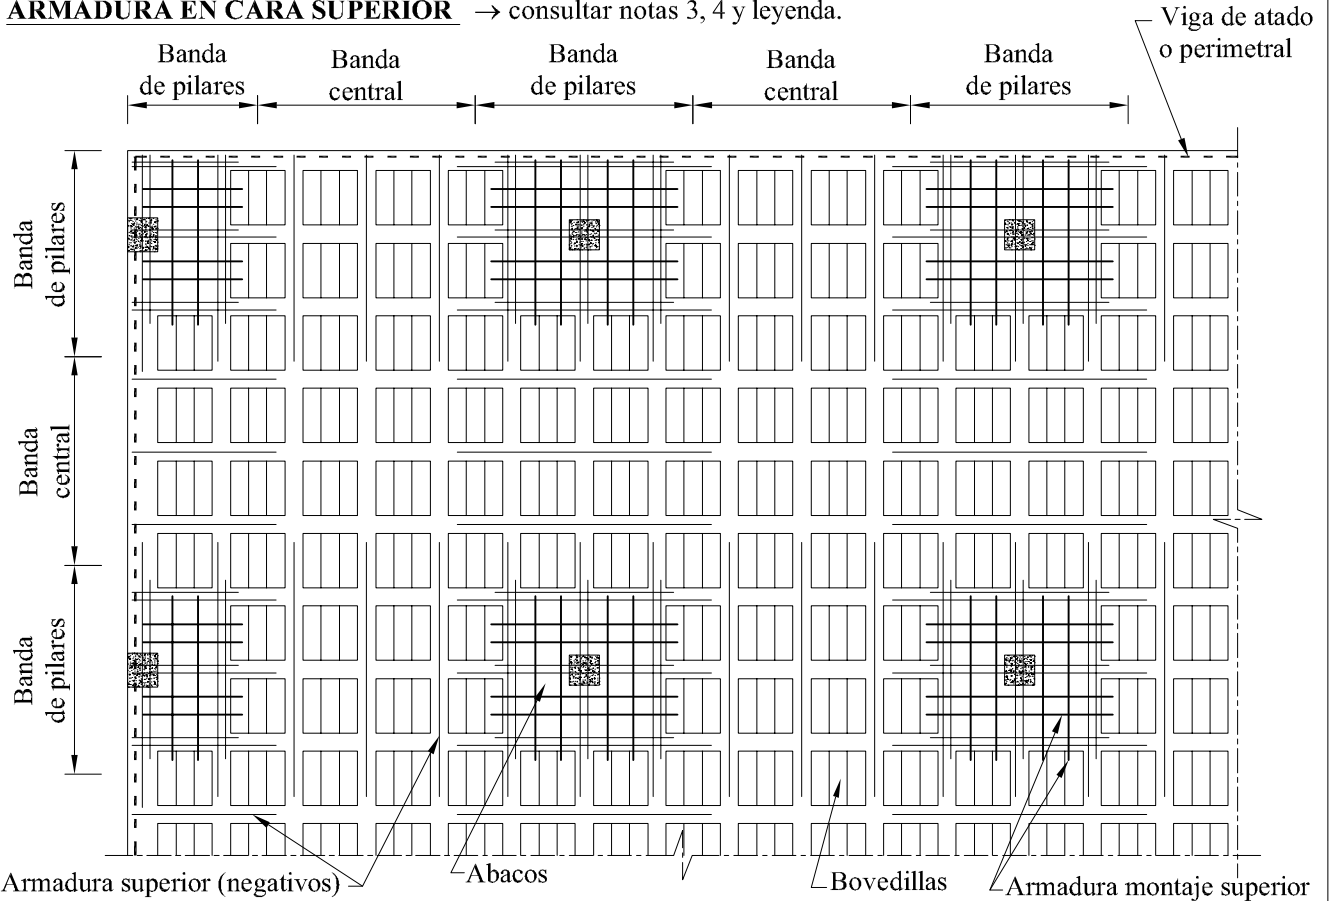 ARMADURA EN CARA SUPERIOR → consultar notas 3, 4 y leyenda.
Viga de atado
o perimetral
Banda
de pilares
Banda
central
Banda
de pilares
Banda
central
Banda
de pilares
Banda
de pilares
Banda
central
Banda
de pilares
Armadura superior (negativos)
Abacos
Bovedillas
Armadura montaje superior